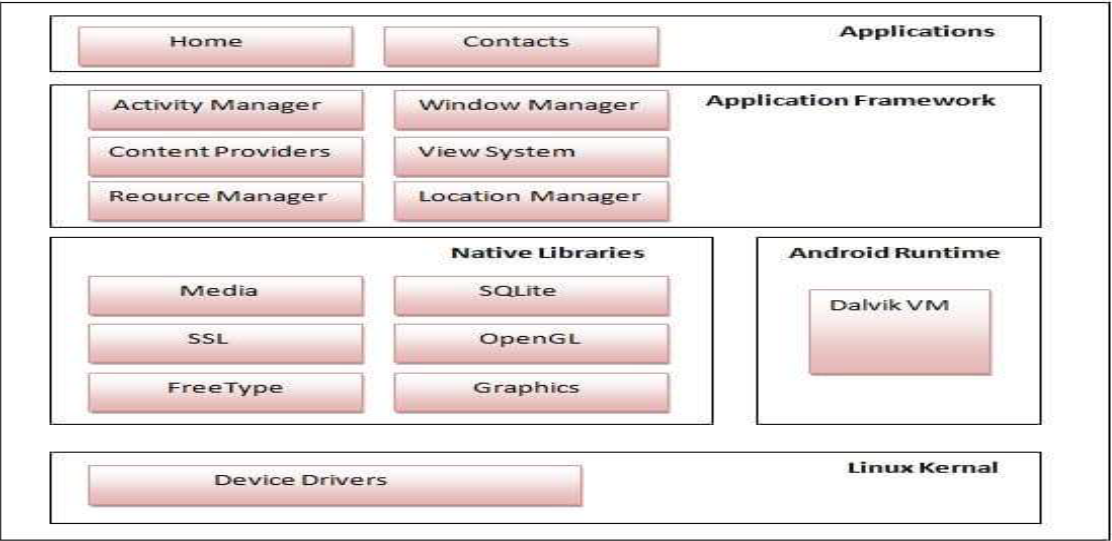 Applications
Home
Contacts
Application Framework
Activity Manager
Window Manager
Content Providers
View System
Reource Manager
Location Manager
Native Libraries
Media
SQLite
SSL
OpenGL
FreeType
Graphics
Android Runtime
Dalvik VM
Linux Kernal
Device Drivers